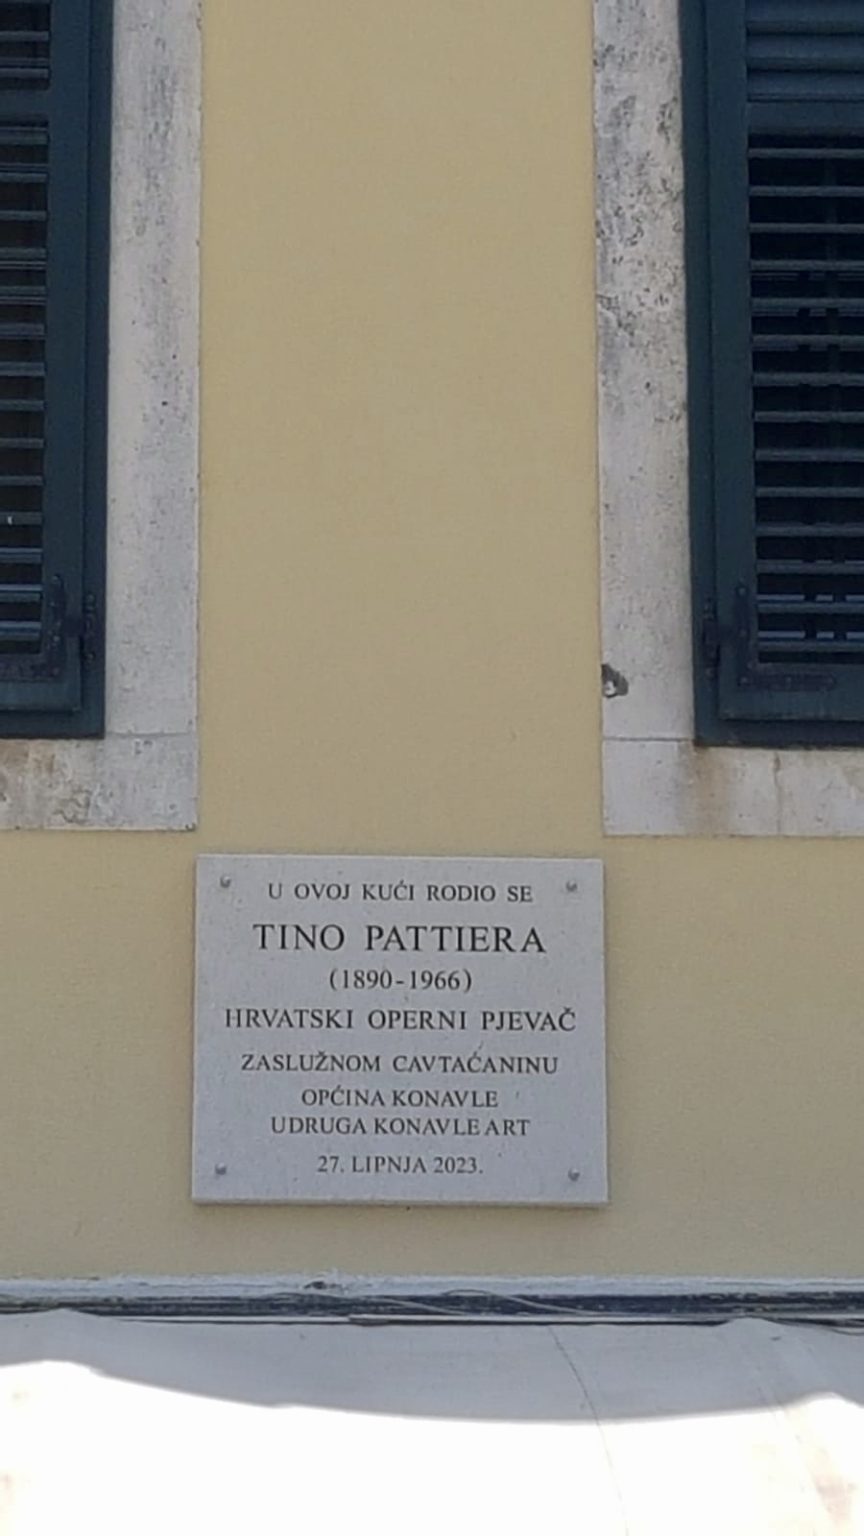 U OVOJ KUĆI RODIO SE
TINO PATTIERA
(1890-1966)
HRVATSKI OPERNI PJEVAČ
ZASLUŽNOM CAVTAĆANINU
OPĆINA KONAVLE
UDRUGA KONAVLE ART
27. LIPNJA 2023.